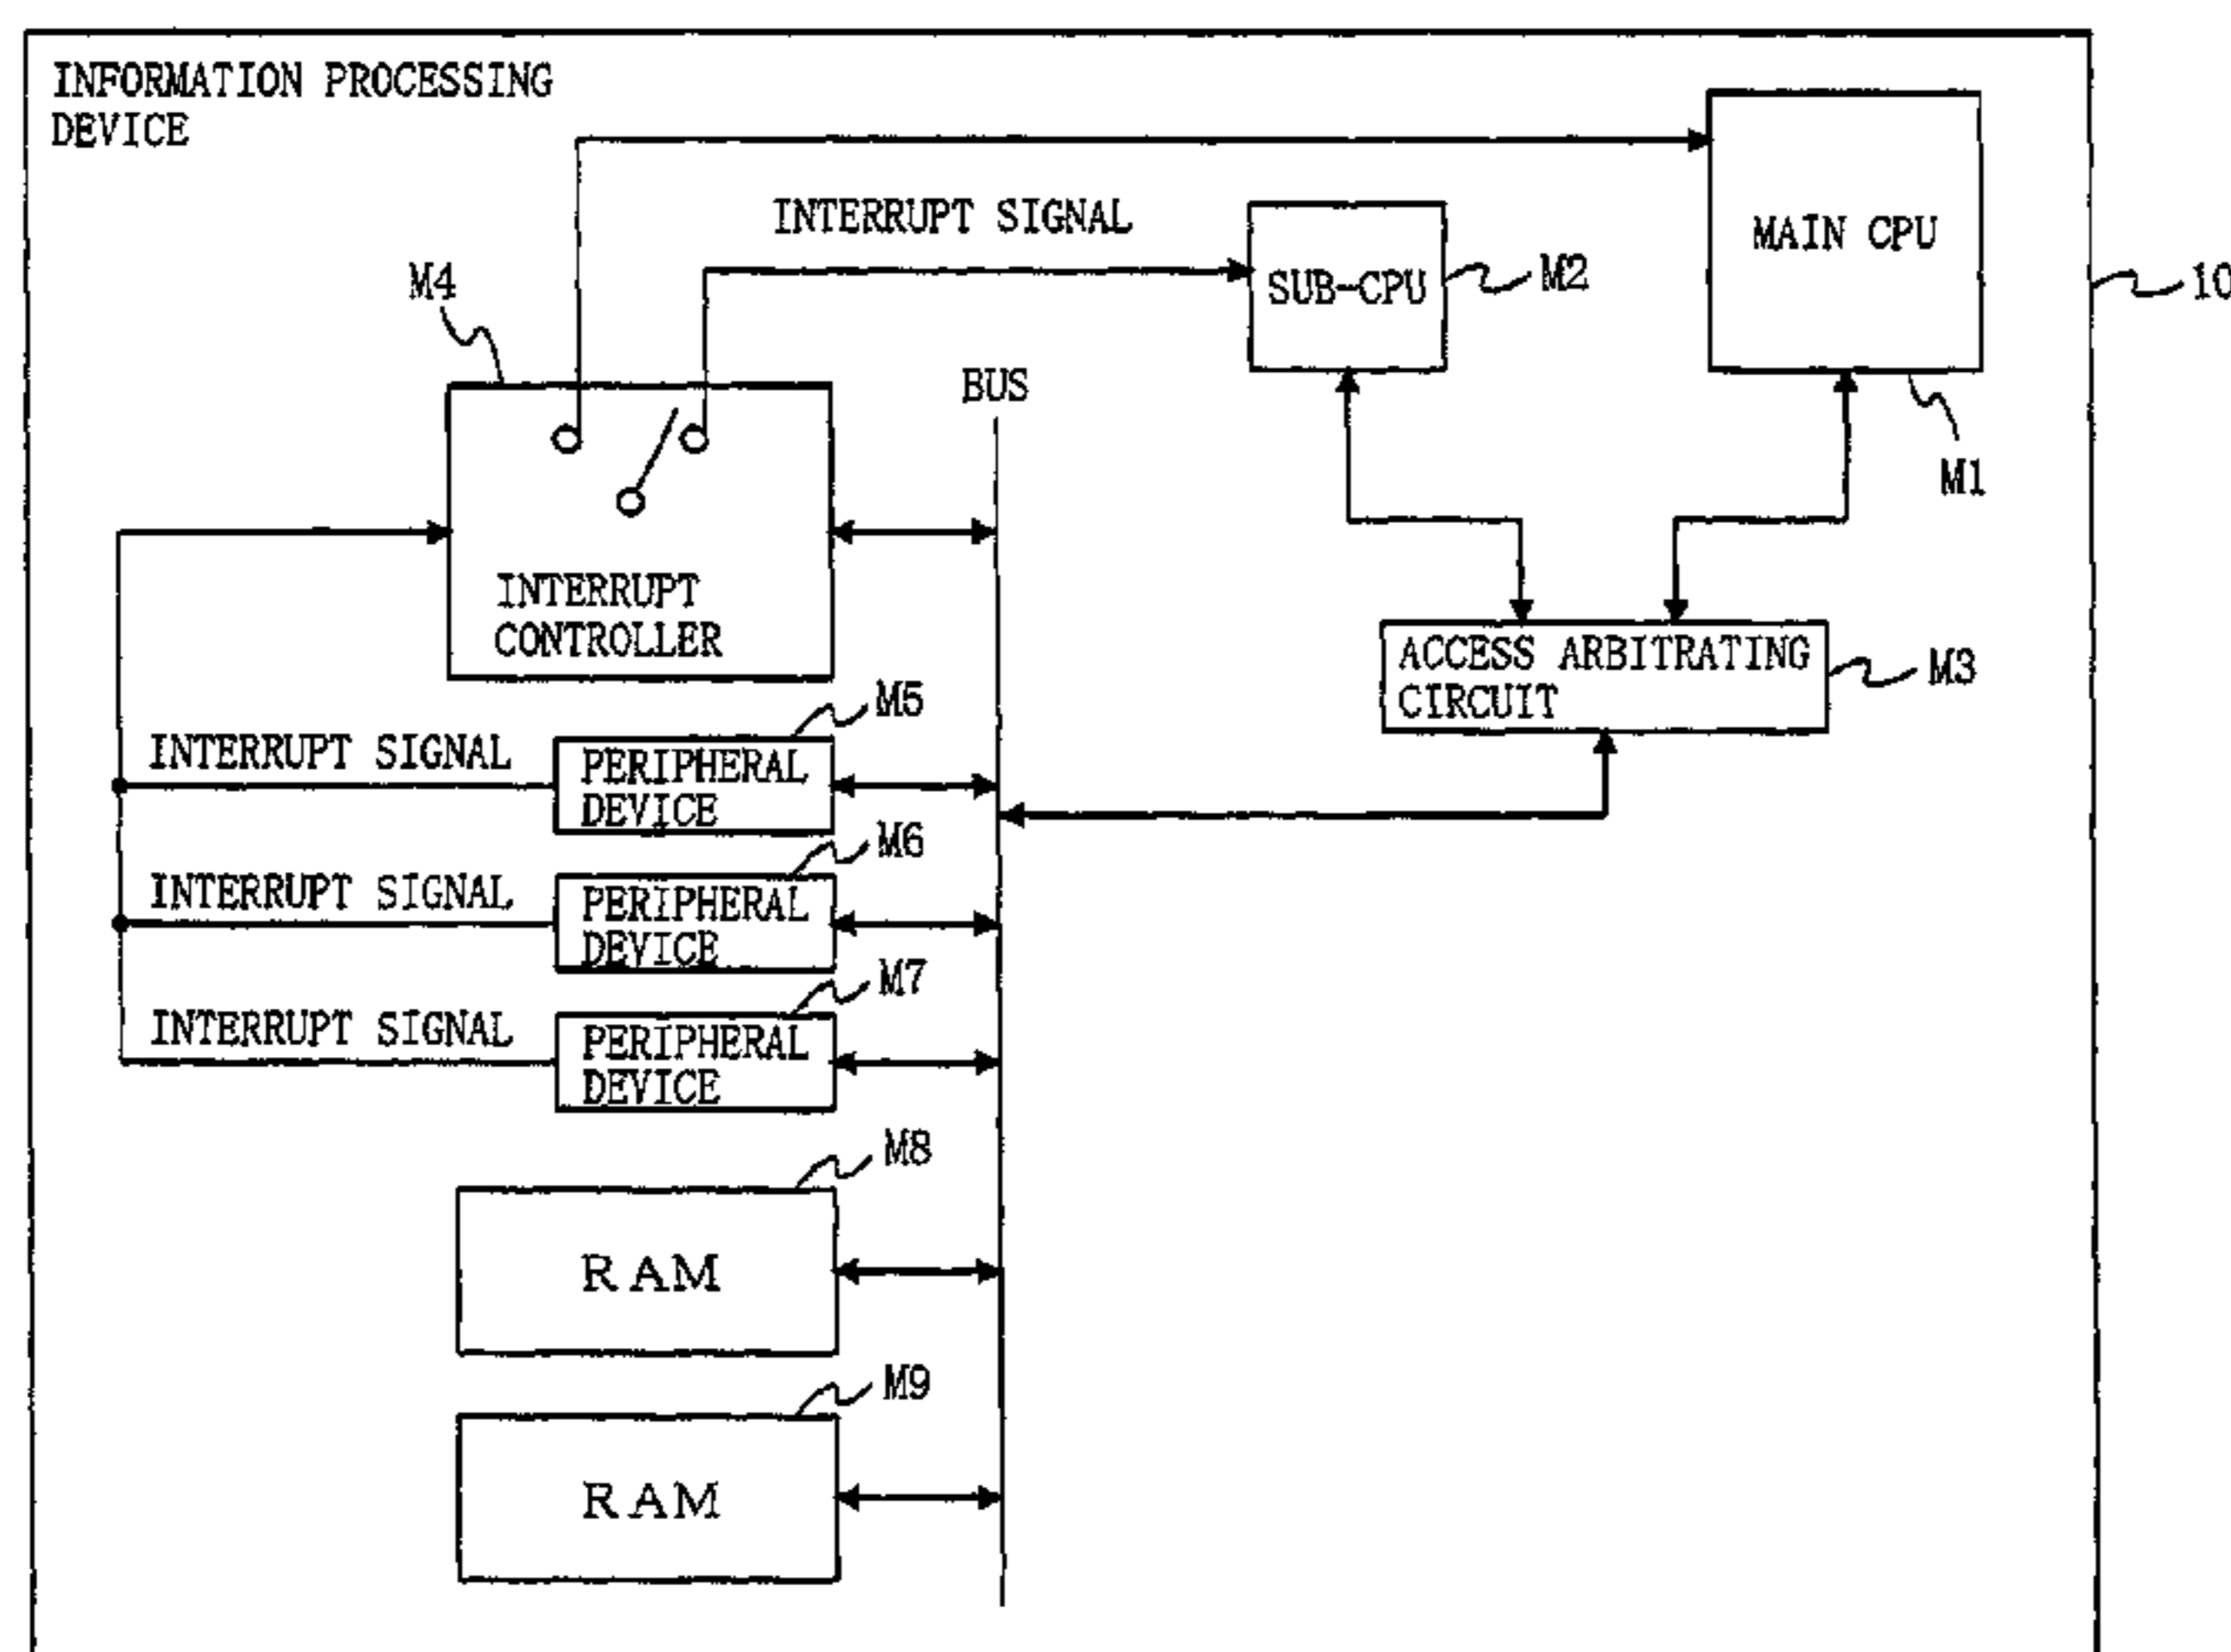 INFORMATION PROCESSING
DEVICE
INTERRUPT SIGNAL
MAIN CPU
SUB-CPU
M2
10
M4
BUS
M1
INTERRUPT
CONTROLLER
ACCESS ARBITRATING
CIRCUIT
M3
M5
INTERRUPT SIGNAL
PERIPHERAL
DEVICE
M6
INTERRUPT SIGNAL
PERIPHERAL
DEVICE
M7
INTERRUPT SIGNAL
PERIPHERAL
DEVICE
M8
RAM
M9
RAM